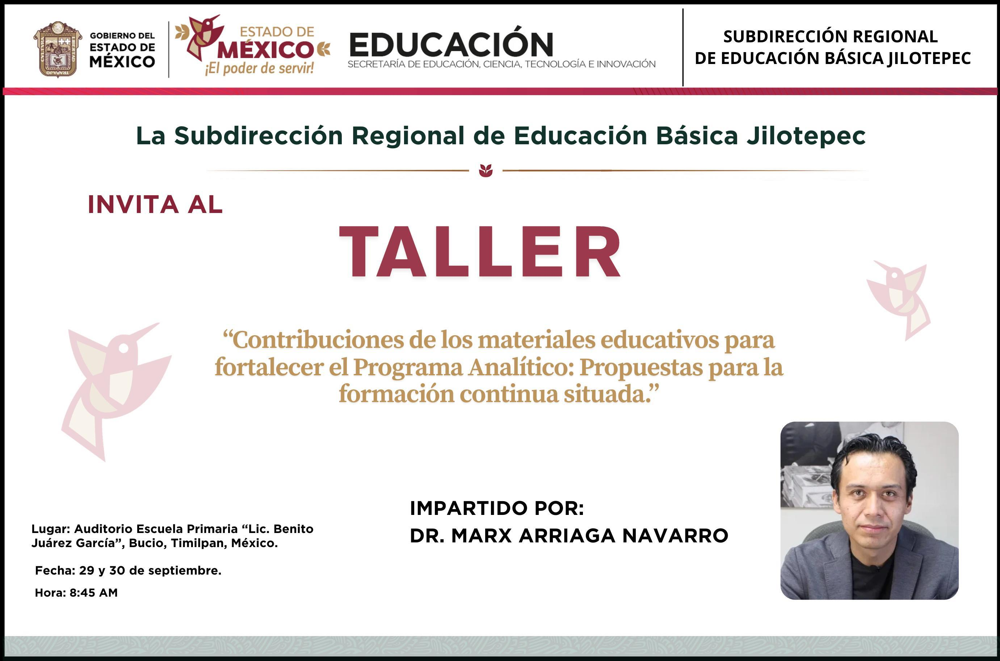 GOBIERNO DEL
ESTADO DE
MÉXICO
ESTADO DE
MÉXICO
¡El poder de servir!
EDUCACIÓN
SECRETARÍA DE EDUCACIÓN, CIENCIA, TECNOLOGÍA E INNOVACIÓN
SUBDIRECCIÓN REGIONAL
DE EDUCACIÓN BÁSICA JILOTEPEC
La Subdirección Regional de Educación Básica Jilotepec
INVITA AL
TALLER
“Contribuciones de los materiales educativos para
fortalecer el Programa Analítico: Propuestas para la
formación continua situada.”
IMPARTIDO POR:
DR. MARX ARRIAGA NAVARRO
Lugar: Auditorio Escuela Primaria “Lic. Benito
Juárez García”, Bucio, Timilpan, México.
Fecha: 29 y 30 de septiembre.
Hora: 8:45 AM